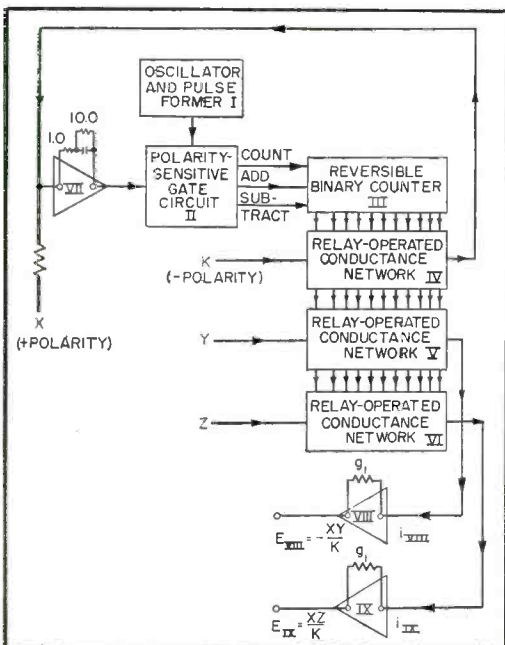 OSCILLATOR
AND PULSE
FORMER I
10.0
1.0
VII
POLARITY-
SENSITIVE
GATE
CIRCUIT
II
COUNT
ADD
SUB-
TRACT
REVERSIBLE
BINARY COUNTER
III
K
(-POLARITY)
RELAY-OPERATED
CONDUCTANCE
NETWORK IV
X
(+POLARITY)
Y
RELAY-OPERATED
CONDUCTANCE
NETWORK V
Z
RELAY-OPERATED
CONDUCTANCE
NETWORK VI
g₁
VIII
E_VIII = -XY/K
i_VIII
g₁
IX
E_IX = XZ/K
i_IX